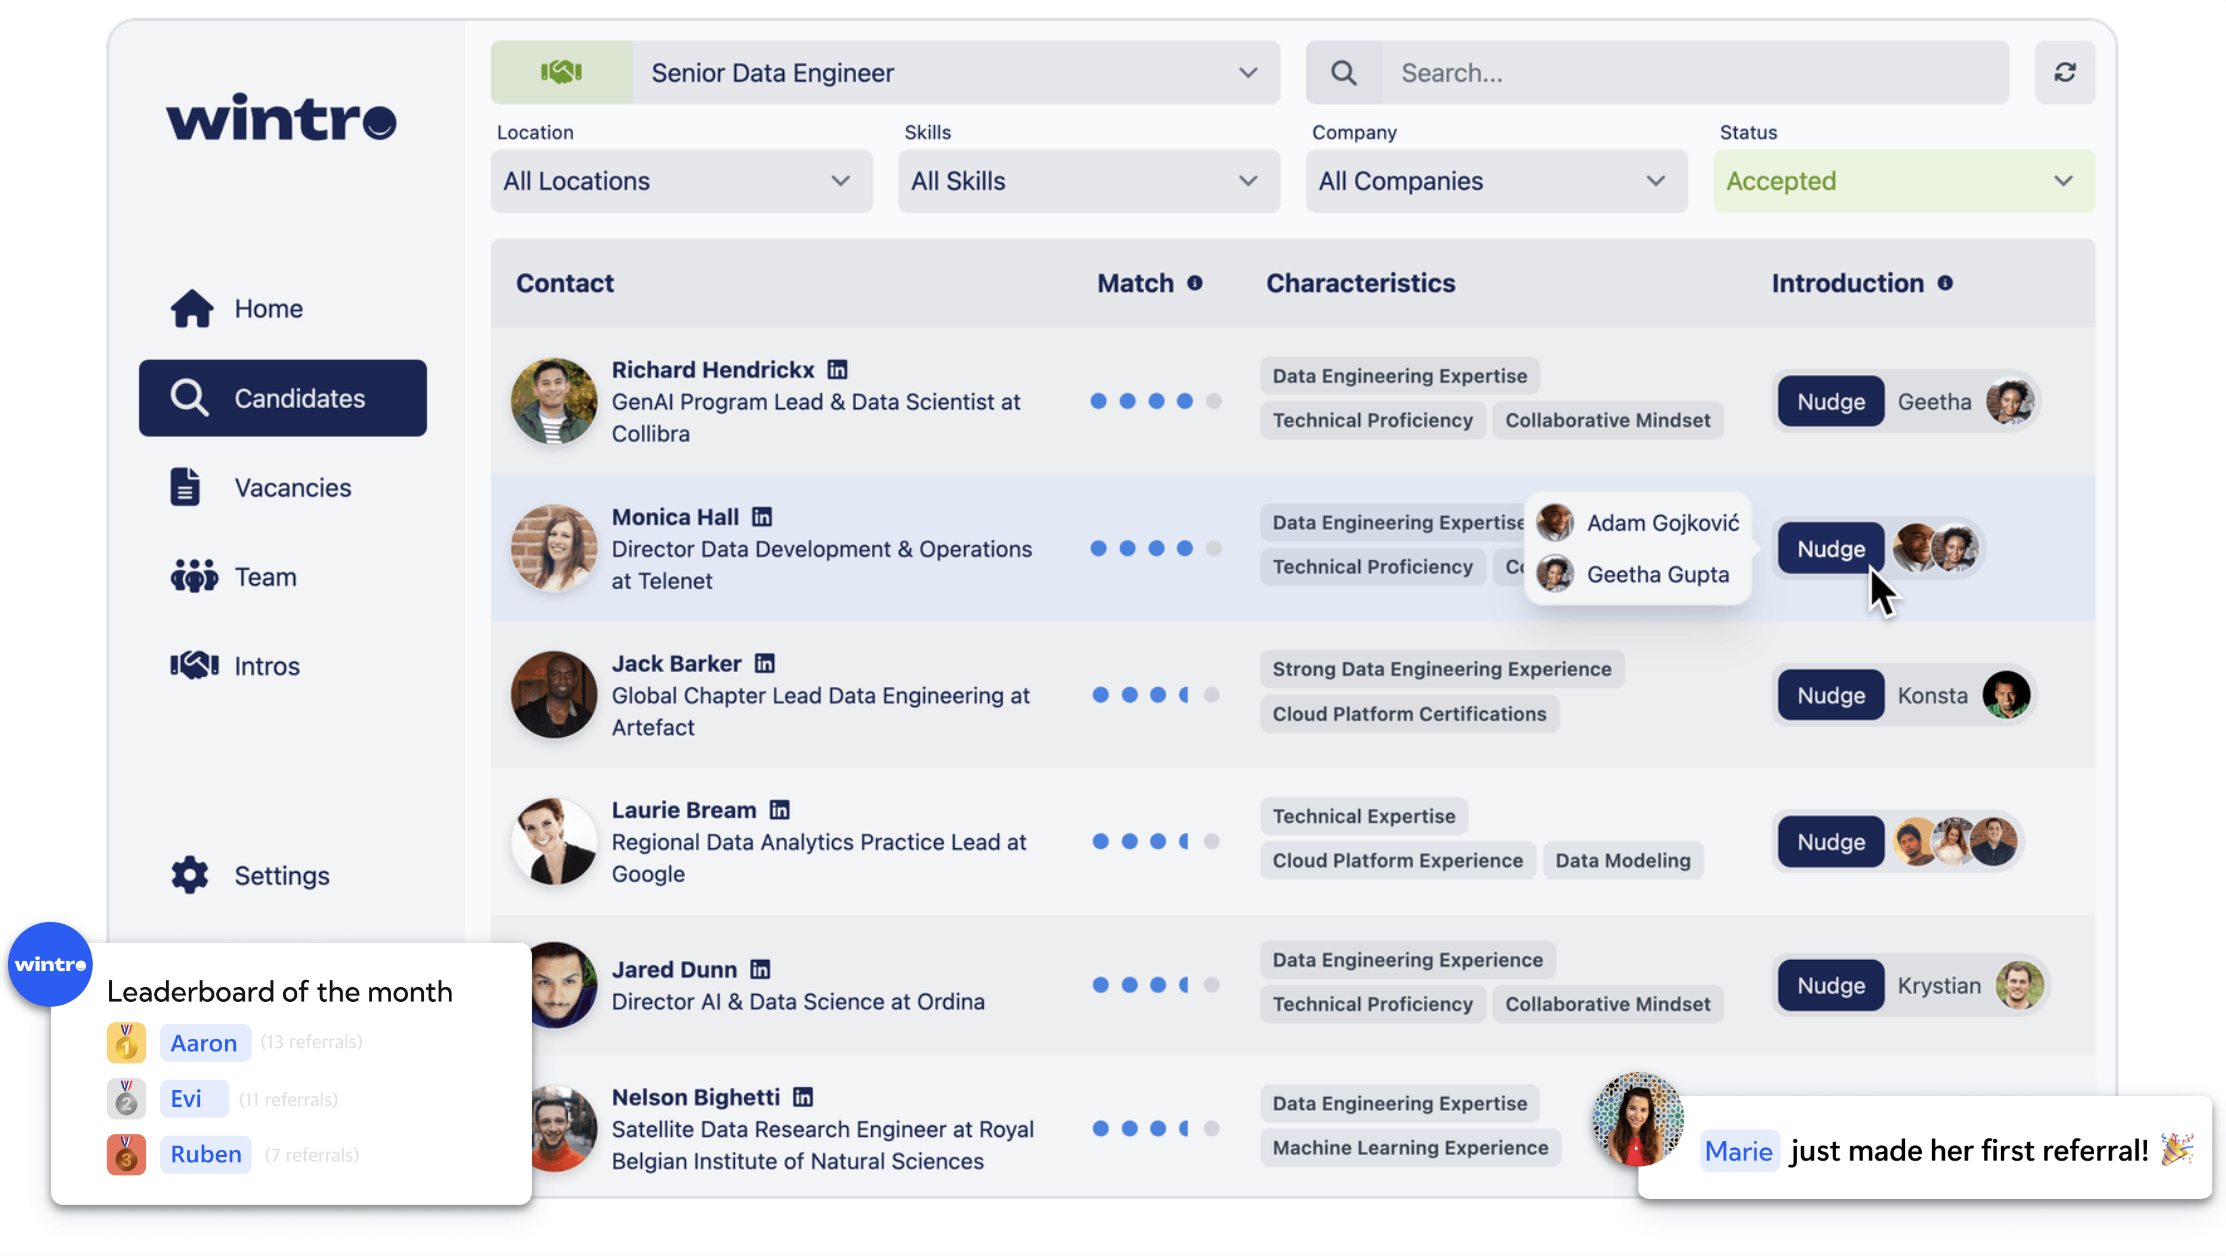 wintro
Home
Candidates
Vacancies
Team
Intros
Settings
Senior Data Engineer
Search...
Location
Skills
Company
Status
All Locations
All Skills
All Companies
Accepted
Contact
Match
Characteristics
Introduction
Richard Hendrickx
GenAI Program Lead & Data Scientist at
Collibra
Data Engineering Expertise
Technical Proficiency
Collaborative Mindset
Nudge
Geetha
Monica Hall
Director Data Development & Operations
at Telenet
Data Engineering Expertise
Technical Proficiency
Adam Gojković
Geetha Gupta
Nudge
Jack Barker
Global Chapter Lead Data Engineering at
Artefact
Strong Data Engineering Experience
Cloud Platform Certifications
Nudge
Konsta
Laurie Bream
Regional Data Analytics Practice Lead at
Google
Technical Expertise
Cloud Platform Experience
Data Modeling
Nudge
Jared Dunn
Director AI & Data Science at Ordina
Data Engineering Experience
Technical Proficiency
Collaborative Mindset
Nudge
Krystian
Nelson Bighetti
Satellite Data Research Engineer at Royal
Belgian Institute of Natural Sciences
Data Engineering Expertise
Machine Learning Experience
wintro
Leaderboard of the month
1
Aaron (13 referrals)
2
Evi (11 referrals)
3
Ruben (7 referrals)
Marie just made her first referral!